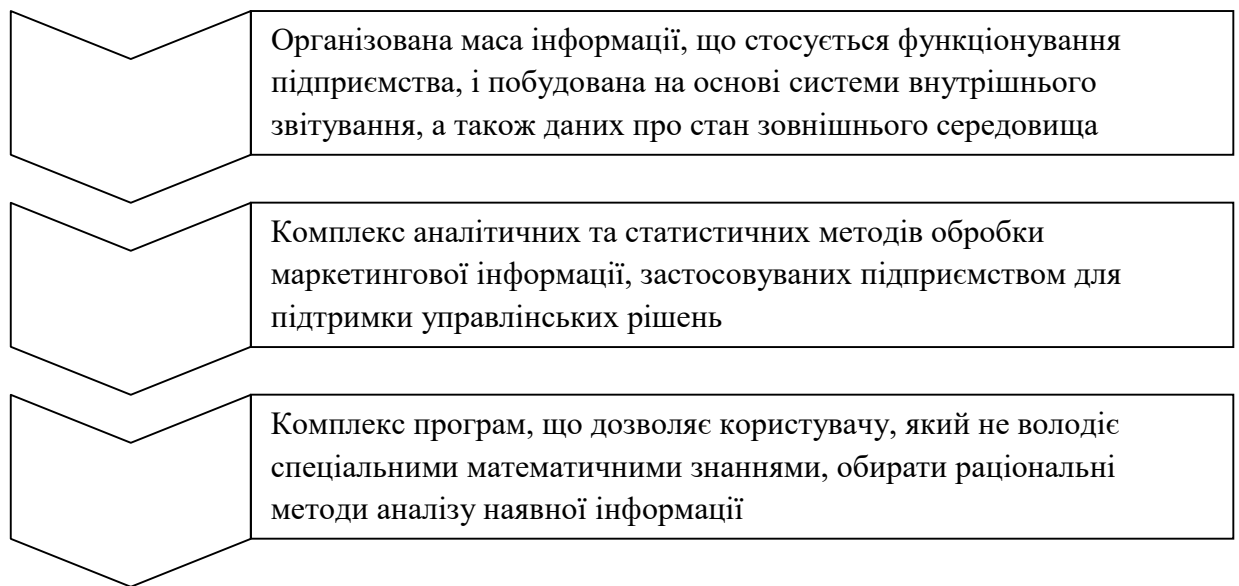 Організована маса інформації, що стосується функціонування
підприємства, і побудована на основі системи внутрішнього
звітування, а також даних про стан зовнішнього середовища
Комплекс аналітичних та статистичних методів обробки
маркетингової інформації, застосовуваних підприємством для
підтримки управлінських рішень
Комплекс програм, що дозволяє користувачу, який не володіє
спеціальними математичними знаннями, обирати раціональні
методи аналізу наявної інформації